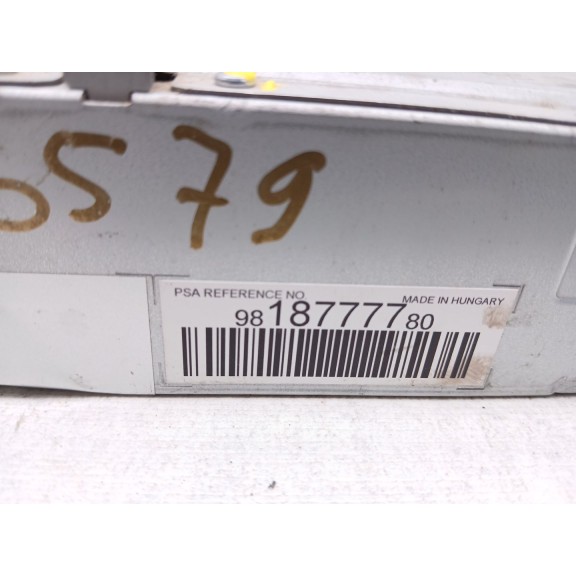 579
PSA REFERENCE NO
MADE IN HUNGARY
9818777780